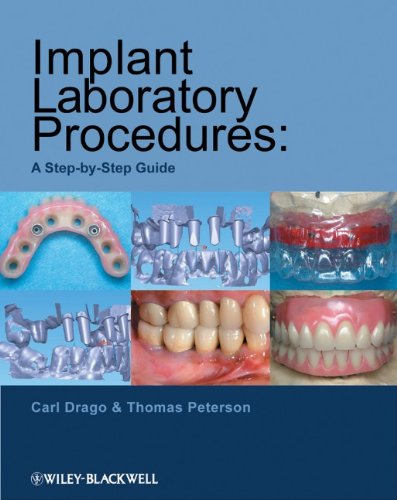 Implant
Laboratory
Procedures:
A Step-by-Step Guide
Carl Drago & Thomas Peterson
WILEY-BLACKWELL